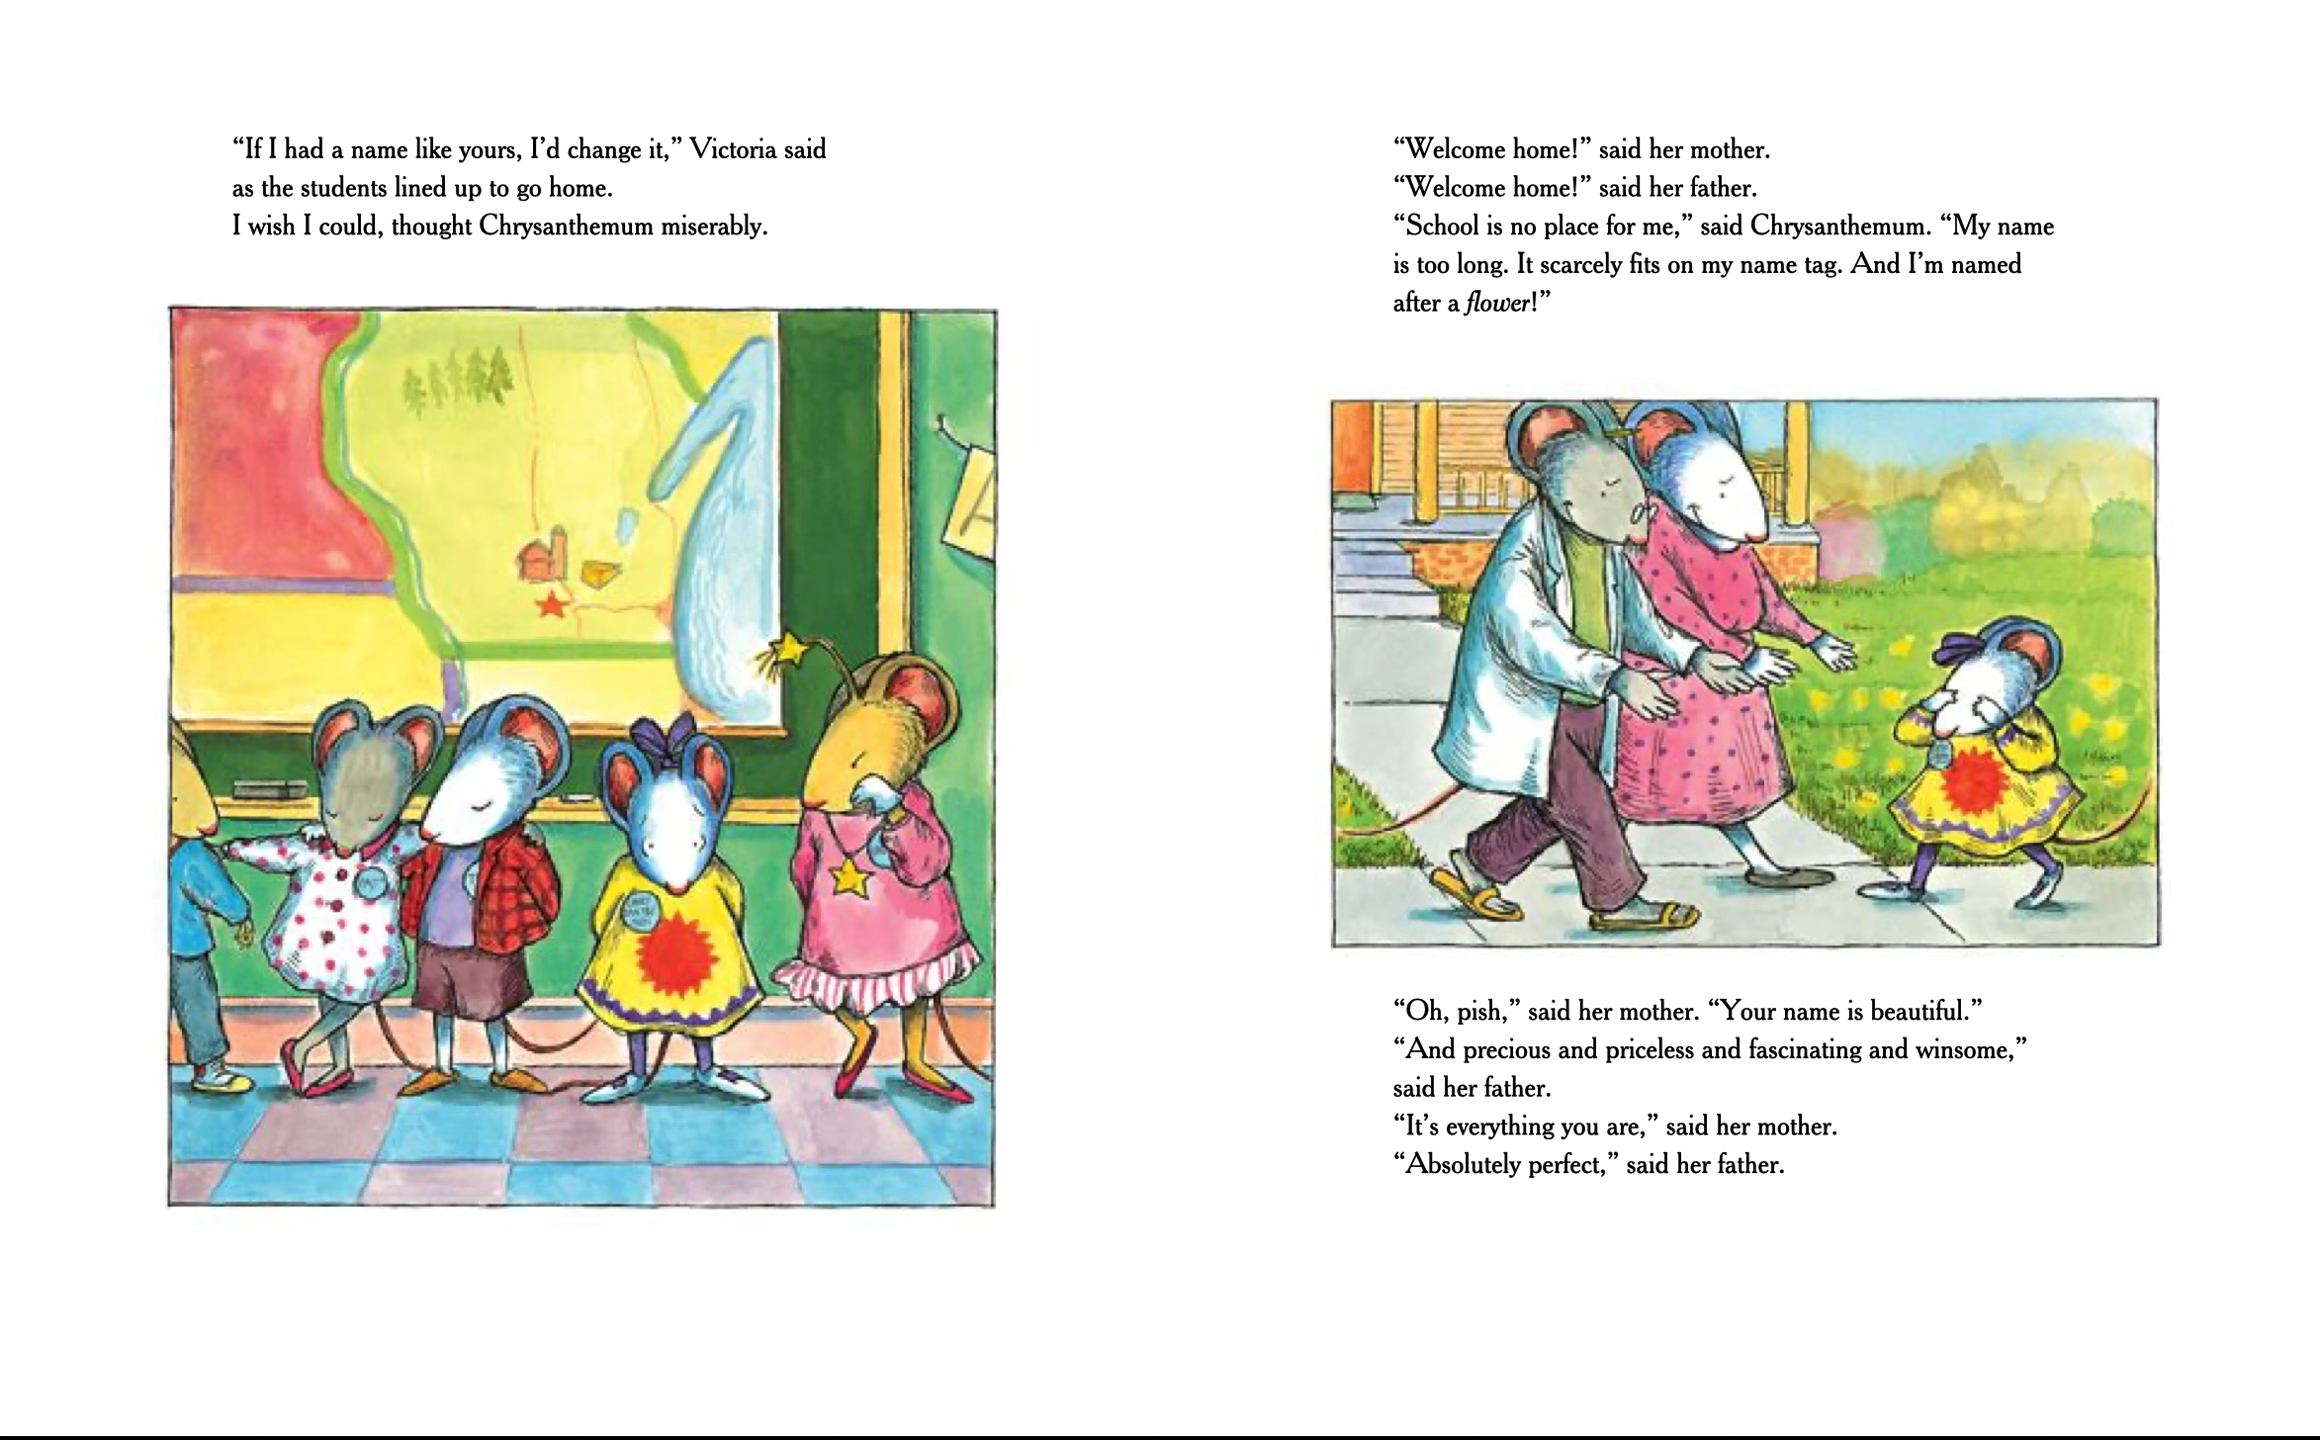 “If I had a name like yours, I’d change it,” Victoria said
as the students lined up to go home.
I wish I could, thought Chrysanthemum miserably.
“Welcome home!” said her mother.
“Welcome home!” said her father.
“School is no place for me,” said Chrysanthemum. “My name
is too long. It scarcely fits on my name tag. And I’m named
after a flower!”
“Oh, pish,” said her mother. “Your name is beautiful.”
“And precious and priceless and fascinating and winsome,”
said her father.
“It’s everything you are,” said her mother.
“Absolutely perfect,” said her father.